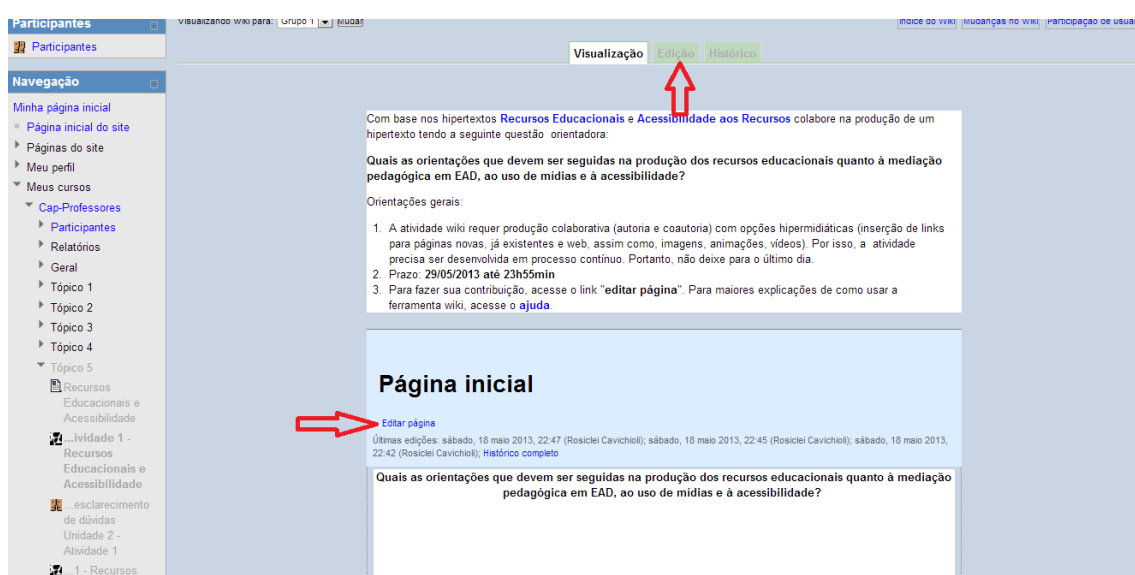 Participantes
Visualizando wiki para: Grupo 1 Mudar
Índice do Wiki Mudanças no Wiki Participação de usuá
Participantes
Visualização Edição Histórico
Navegação
Minha página inicial
Página inicial do site
Páginas do site
Meu perfil
Meus cursos
Cap-Professores
Participantes
Relatórios
Geral
Tópico 1
Tópico 2
Tópico 3
Tópico 4
Tópico 5
Recursos
Educacionais e
Acessibilidade
...ividade 1 -
Recursos
Educacionais e
Acessibilidade
...esclarecimento
de dúvidas
Unidade 2 -
Atividade 1
...1 - Recursos
Com base nos hipertextos Recursos Educacionais e Acessibilidade aos Recursos colabore na produção de um
hipertexto tendo a seguinte questão orientadora:
Quais as orientações que devem ser seguidas na produção dos recursos educacionais quanto à mediação
pedagógica em EAD, ao uso de mídias e à acessibilidade?
Orientações gerais:
1. A atividade wiki requer produção colaborativa (autoria e coautoria) com opções hipermidiáticas (inserção de links
para páginas novas, já existentes e web, assim como, imagens, animações, vídeos). Por isso, a atividade
precisa ser desenvolvida em processo contínuo. Portanto, não deixe para o último dia.
2. Prazo: 29/05/2013 até 23h55min
3. Para fazer sua contribuição, acesse o link "editar página". Para maiores explicações de como usar a
ferramenta wiki, acesse o ajuda.
Página inicial
Editar página
Últimas edições: sábado, 18 maio 2013, 22:47 (Rosiclei Cavichioli); sábado, 18 maio 2013, 22:45 (Rosiclei Cavichioli); sábado, 18 maio 2013,
22:42 (Rosiclei Cavichioli); Histórico completo
Quais as orientações que devem ser seguidas na produção dos recursos educacionais quanto à mediação
pedagógica em EAD, ao uso de mídias e à acessibilidade?